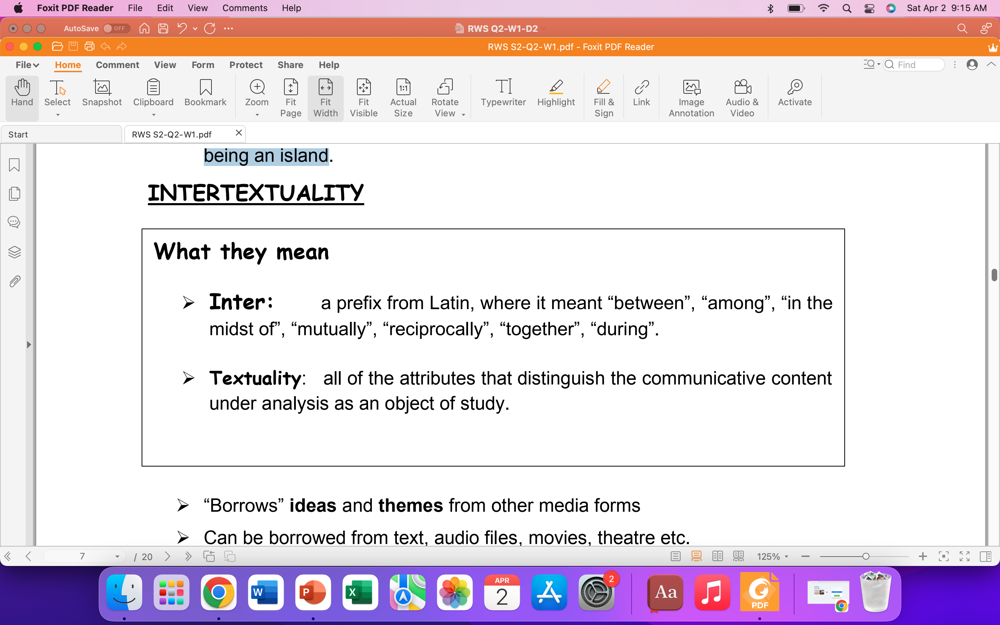 Foxit PDF Reader File Edit View Comments Help Sat Apr 2 9:15 AM
AutoSave OFF RWS Q2-W1-D2
RWS S2-Q2-W1.pdf - Foxit PDF Reader
File Home Comment View Form Protect Share Help Find
Hand Select Snapshot Clipboard Bookmark Zoom Fit Page Fit Width Fit Visible 1:1 Actual Size Rotate View Typewriter Highlight Fill & Sign Link Image Annotation Audio & Video Activate
Start RWS S2-Q2-W1.pdf
being an island.
INTERTEXTUALITY
What they mean
➢ Inter: a prefix from Latin, where it meant “between”, “among”, “in the
midst of”, “mutually”, “reciprocally”, “together”, “during”.
➢ Textuality: all of the attributes that distinguish the communicative content
under analysis as an object of study.
➢ “Borrows” ideas and themes from other media forms
➢ Can be borrowed from text, audio files, movies, theatre etc.
7 / 20 125%
W P X APR 2 2 Aa PDF